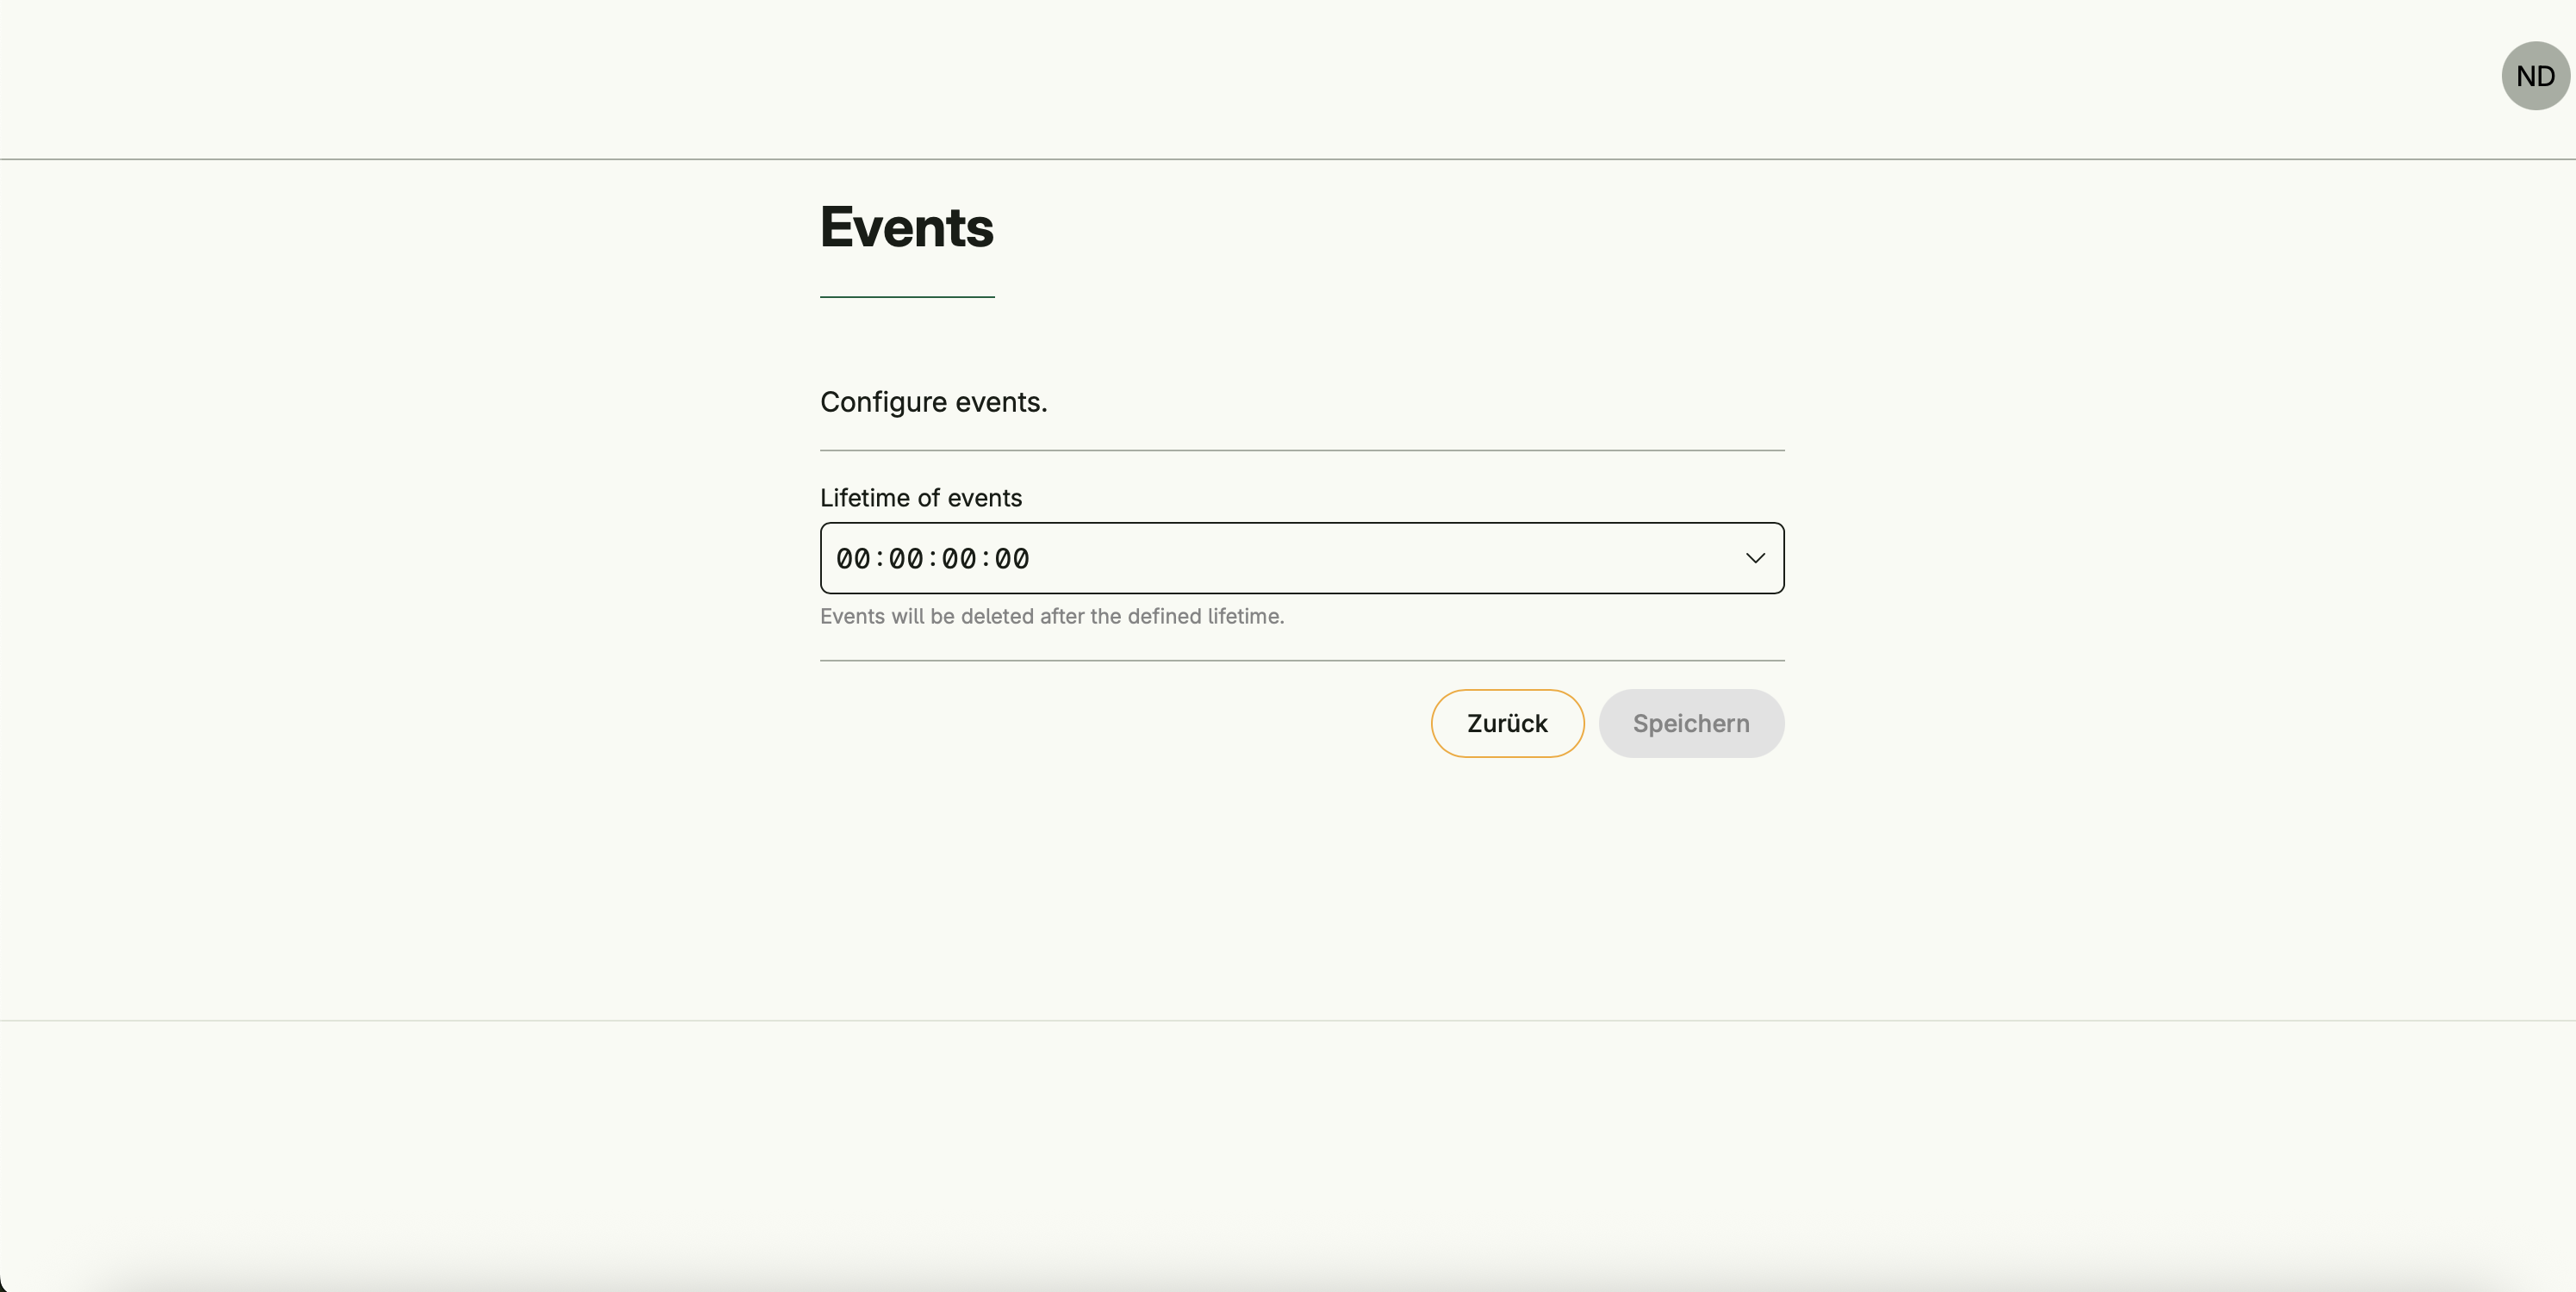 ND
Events
Configure events.
Lifetime of events
00:00:00:00
Events will be deleted after the defined lifetime.
Zurück Speichern